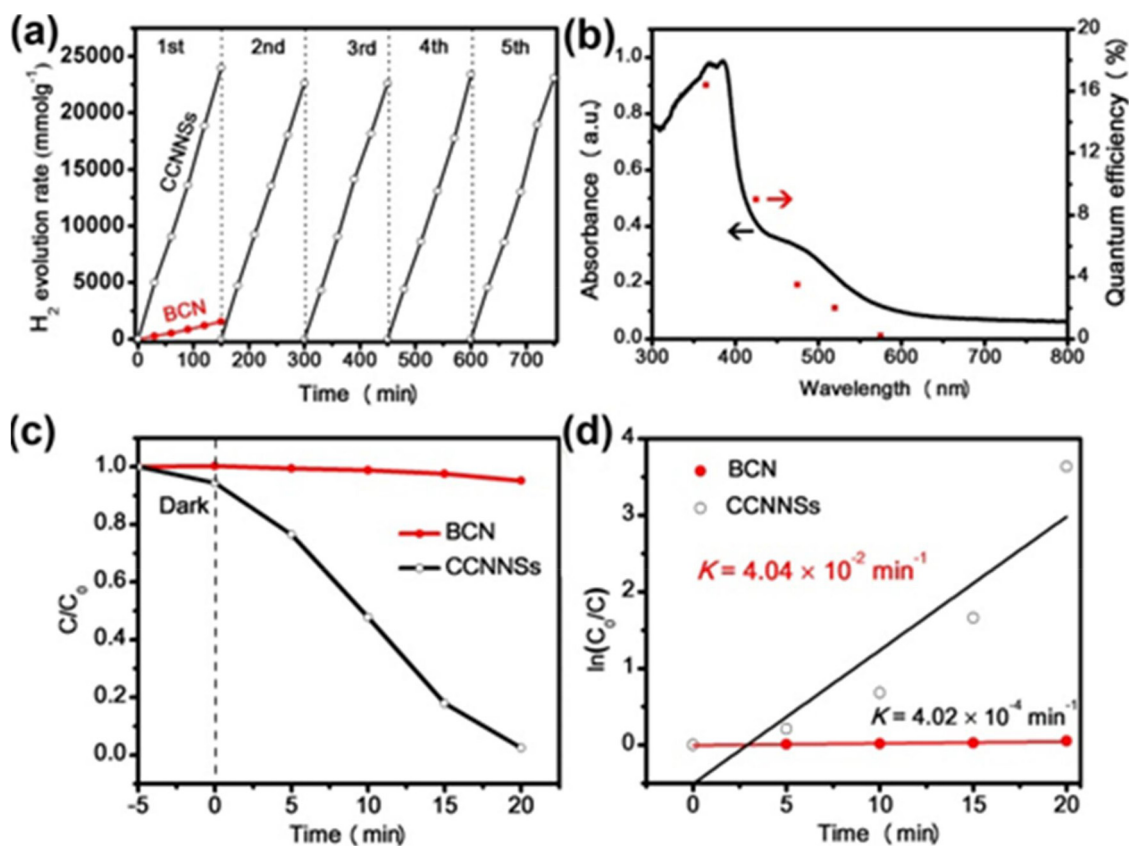 (a)
1st 2nd 3rd 4th 5th
25000
20000
15000
10000
5000
0
H₂ evolution rate (mmolg⁻¹)
CCNNSs
BCN
0 100 200 300 400 500 600 700
Time ( min)
(b)
1.0
0.8
0.6
0.4
0.2
0.0
Absorbance ( a.u.)
20
16
12
8
4
0
Quantum efficiency ( %)
300 400 500 600 700 800
Wavelength ( nm)
(c)
1.0
0.8
0.6
0.4
0.2
0.0
C/C₀
Dark
BCN
CCNNSs
-5 0 5 10 15 20
Time ( min)
(d)
4
3
2
1
0
ln(C₀/C)
BCN
CCNNSs
K = 4.04 × 10⁻² min⁻¹
K = 4.02 × 10⁻⁴ min⁻¹
0 5 10 15 20
Time ( min)